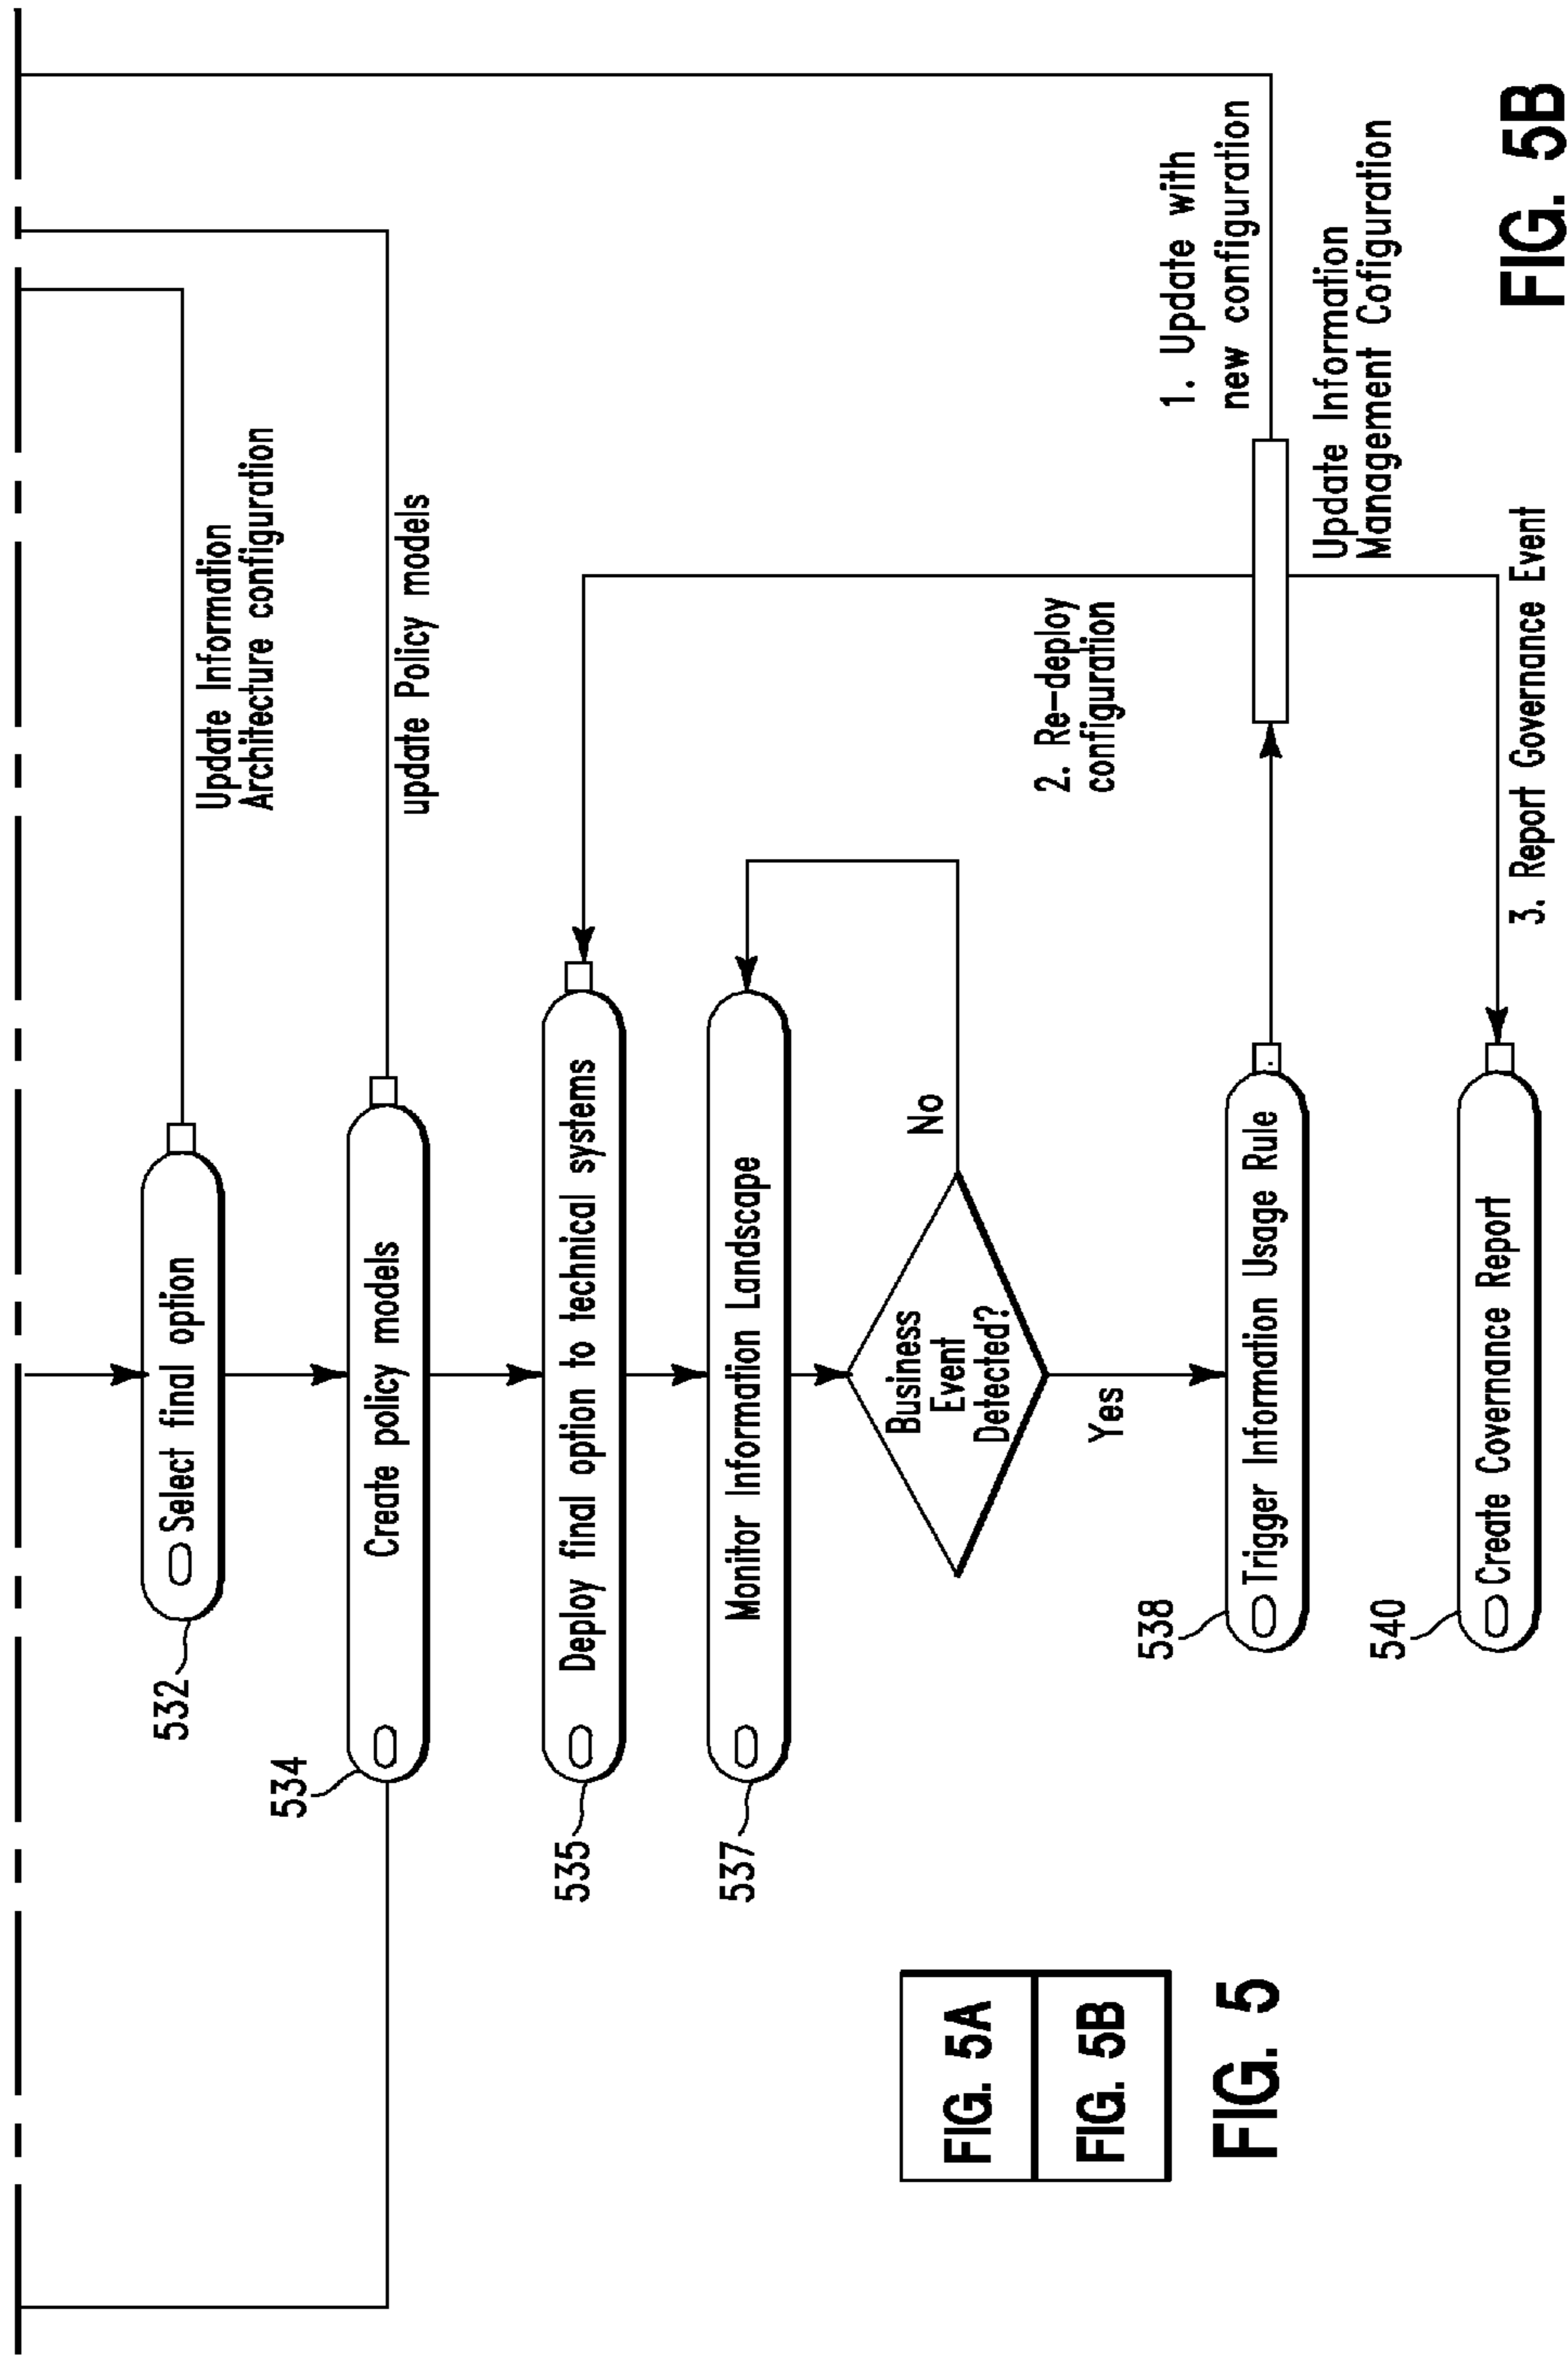 532
Select final option
Update Information
Architecture configuration
534
Create policy models
update Policy models
535
Deploy final option to technical systems
537
Monitor Information Landscape
Business
Event
Detected?
No
Yes
2. Re-deploy
configuration
1. Update with
new configuration
538
Trigger Information Usage Rule
Update Information
Management Cofiguration
540
Create Covernance Report
3. Report Governance Event
FIG. 5A
FIG. 5B
FIG. 5
FIG. 5B